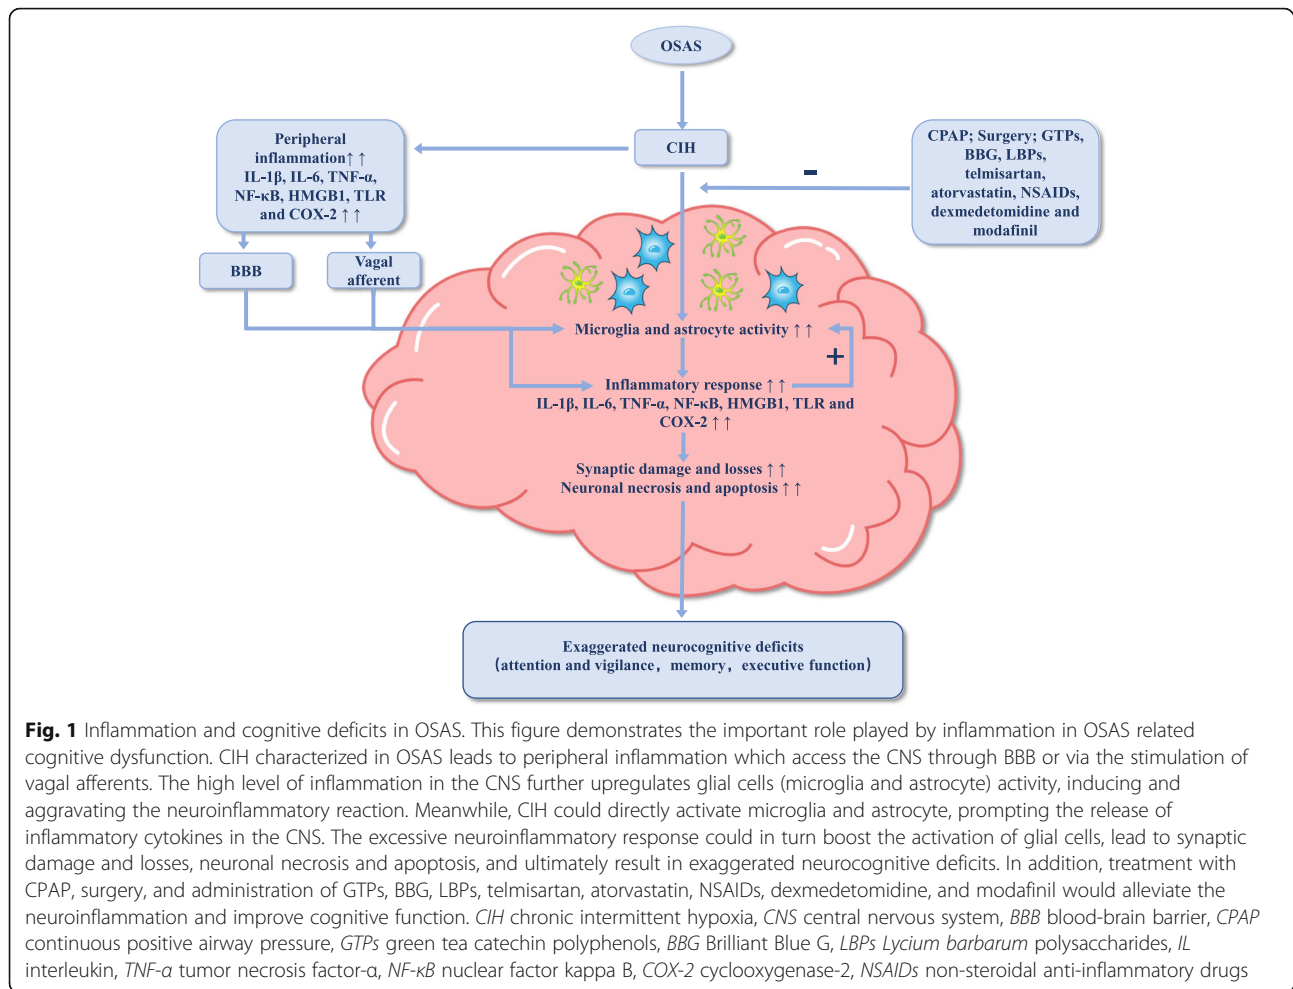 OSAS
CIH
Peripheral
inflammation↑↑
IL-1β, IL-6, TNF-α,
NF-κB, HMGB1, TLR
and COX-2 ↑↑
CPAP; Surgery; GTPs,
BBG, LBPs,
telmisartan,
atorvastatin, NSAIDs,
dexmedetomidine and
modafinil
-
BBB
Vagal
afferent
Microglia and astrocyte activity ↑↑
+
Inflammatory response ↑↑
IL-1β, IL-6, TNF-α, NF-κB, HMGB1, TLR and
COX-2 ↑↑
Synaptic damage and losses ↑↑
Neuronal necrosis and apoptosis ↑↑
Exaggerated neurocognitive deficits
(attention and vigilance, memory, executive function)
Fig. 1 Inflammation and cognitive deficits in OSAS. This figure demonstrates the important role played by inflammation in OSAS related
cognitive dysfunction. CIH characterized in OSAS leads to peripheral inflammation which access the CNS through BBB or via the stimulation of
vagal afferents. The high level of inflammation in the CNS further upregulates glial cells (microglia and astrocyte) activity, inducing and
aggravating the neuroinflammatory reaction. Meanwhile, CIH could directly activate microglia and astrocyte, prompting the release of
inflammatory cytokines in the CNS. The excessive neuroinflammatory response could in turn boost the activation of glial cells, lead to synaptic
damage and losses, neuronal necrosis and apoptosis, and ultimately result in exaggerated neurocognitive deficits. In addition, treatment with
CPAP, surgery, and administration of GTPs, BBG, LBPs, telmisartan, atorvastatin, NSAIDs, dexmedetomidine, and modafinil would alleviate the
neuroinflammation and improve cognitive function. CIH chronic intermittent hypoxia, CNS central nervous system, BBB blood-brain barrier, CPAP
continuous positive airway pressure, GTPs green tea catechin polyphenols, BBG Brilliant Blue G, LBPs Lycium barbarum polysaccharides, IL
interleukin, TNF-α tumor necrosis factor-α, NF-κB nuclear factor kappa B, COX-2 cyclooxygenase-2, NSAIDs non-steroidal anti-inflammatory drugs